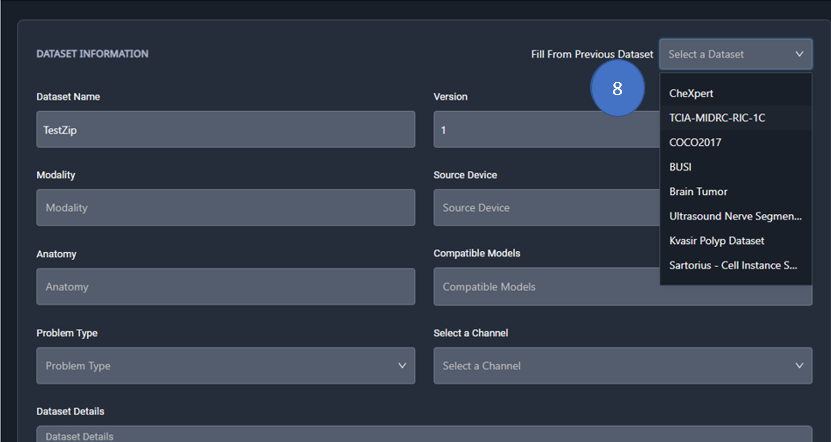 DATASET INFORMATION
Fill From Previous Dataset
Select a Dataset
8
CheXpert
TCIA-MIDRC-RIC-1C
COCO2017
BUSI
Brain Tumor
Ultrasound Nerve Segmen...
Kvasir Polyp Dataset
Sartorius - Cell Instance S...
Dataset Name
Version
TestZip
1
Modality
Source Device
Modality
Source Device
Anatomy
Compatible Models
Anatomy
Compatible Models
Problem Type
Select a Channel
Problem Type
Select a Channel
Dataset Details
Dataset Details